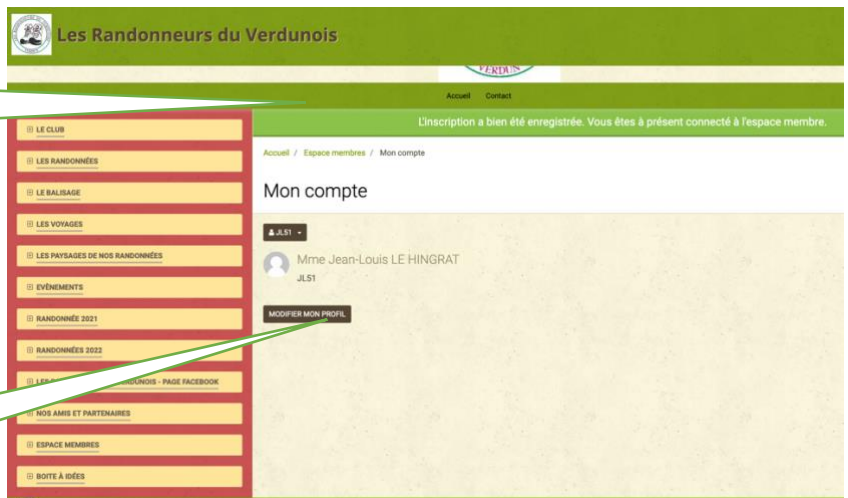 Les Randonneurs du Verdunois
VERDUN
Accueil Contact
L'inscription a bien été enregistrée. Vous êtes à présent connecté à l'espace membre.
LE CLUB
LES RANDONNÉES
LE BALISAGE
LES VOYAGES
LES PAYSAGES DE NOS RANDONNÉES
EVÈNEMENTS
RANDONNÉE 2021
RANDONNÉES 2022
VERDUNOIS - PAGE FACEBOOK
NOS AMIS ET PARTENAIRES
ESPACE MEMBRES
BOITE À IDÉES
Accueil / Espace membres / Mon compte
Mon compte
JL51
Mme Jean-Louis LE HINGRAT
JL51
MODIFIER MON PROFIL